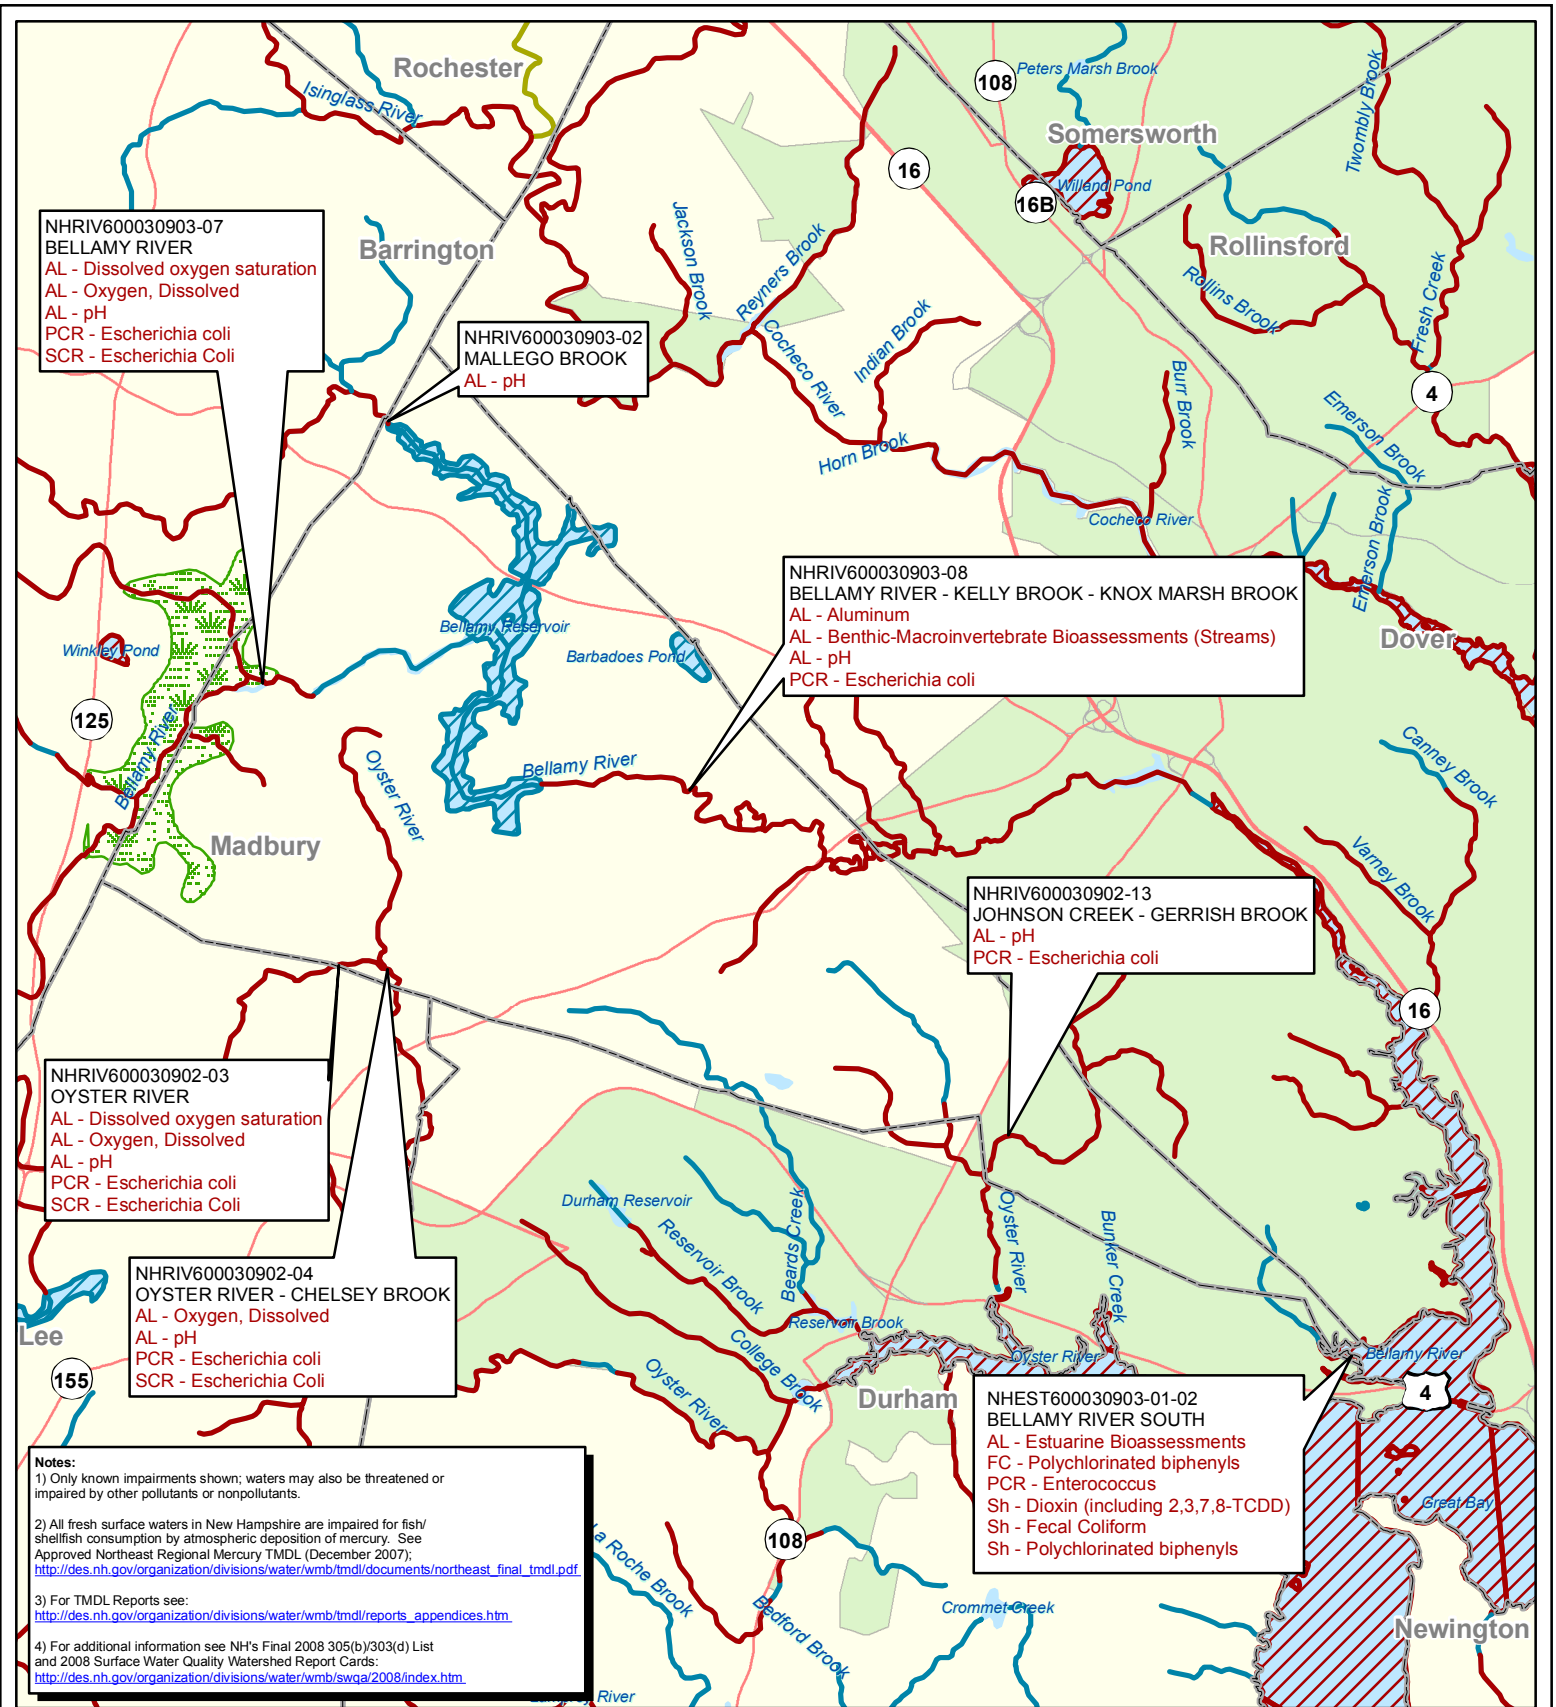 Rochester
Isinglass River
108
Peters Marsh Brook
Twombly Brook
Somersworth
16
Willand Pond
16B
NHRIV600030903-07
BELLAMY RIVER
AL - Dissolved oxygen saturation
AL - Oxygen, Dissolved
AL - pH
PCR - Escherichia coli
SCR - Escherichia Coli
Barrington
Jackson Brook
Reyners Brook
Rollinsford
Rollins Brook
Fresh Creek
NHRIV600030903-02
MALLEGO BROOK
AL - pH
Cocheco River
Indian Brook
Burr Brook
4
Emerson Brook
Horn Brook
Cocheco River
Emerson Brook
NHRIV600030903-08
BELLAMY RIVER - KELLY BROOK - KNOX MARSH BROOK
AL - Aluminum
AL - Benthic-Macroinvertebrate Bioassessments (Streams)
AL - pH
PCR - Escherichia coli
Dover
Winkley Pond
Bellamy Reservoir
Barbadoes Pond
125
Bellamy River
Oyster River
Bellamy River
Canney Brook
Madbury
Varney Brook
NHRIV600030902-13
JOHNSON CREEK - GERRISH BROOK
AL - pH
PCR - Escherichia coli
16
NHRIV600030902-03
OYSTER RIVER
AL - Dissolved oxygen saturation
AL - Oxygen, Dissolved
AL - pH
PCR - Escherichia coli
SCR - Escherichia Coli
Durham Reservoir
Reservoir Brook
Beards Creek
Oyster River
Bunker Creek
NHRIV600030902-04
OYSTER RIVER - CHELSEY BROOK
AL - Oxygen, Dissolved
AL - pH
PCR - Escherichia coli
SCR - Escherichia Coli
Lee
155
Reservoir Brook
College Brook
Oyster River
Oyster River
Bellamy River
4
Durham
NHEST600030903-01-02
BELLAMY RIVER SOUTH
AL - Estuarine Bioassessments
FC - Polychlorinated biphenyls
PCR - Enterococcus
Sh - Dioxin (including 2,3,7,8-TCDD)
Sh - Fecal Coliform
Sh - Polychlorinated biphenyls
Great Bay
108
La Roche Brook
Bedford Brook
Crommet Creek
Newington
Notes:
1) Only known impairments shown; waters may also be threatened or
impaired by other pollutants or nonpollutants.
2) All fresh surface waters in New Hampshire are impaired for fish/
shellfish consumption by atmospheric deposition of mercury. See
Approved Northeast Regional Mercury TMDL (December 2007);
http://des.nh.gov/organization/divisions/water/wmb/tmdl/documents/northeast_final_tmdl.pdf
3) For TMDL Reports see:
http://des.nh.gov/organization/divisions/water/wmb/tmdl/reports_appendices.htm
4) For additional information see NH's Final 2008 305(b)/303(d) List
and 2008 Surface Water Quality Watershed Report Cards:
http://des.nh.gov/organization/divisions/water/wmb/swqa/2008/index.htm
River